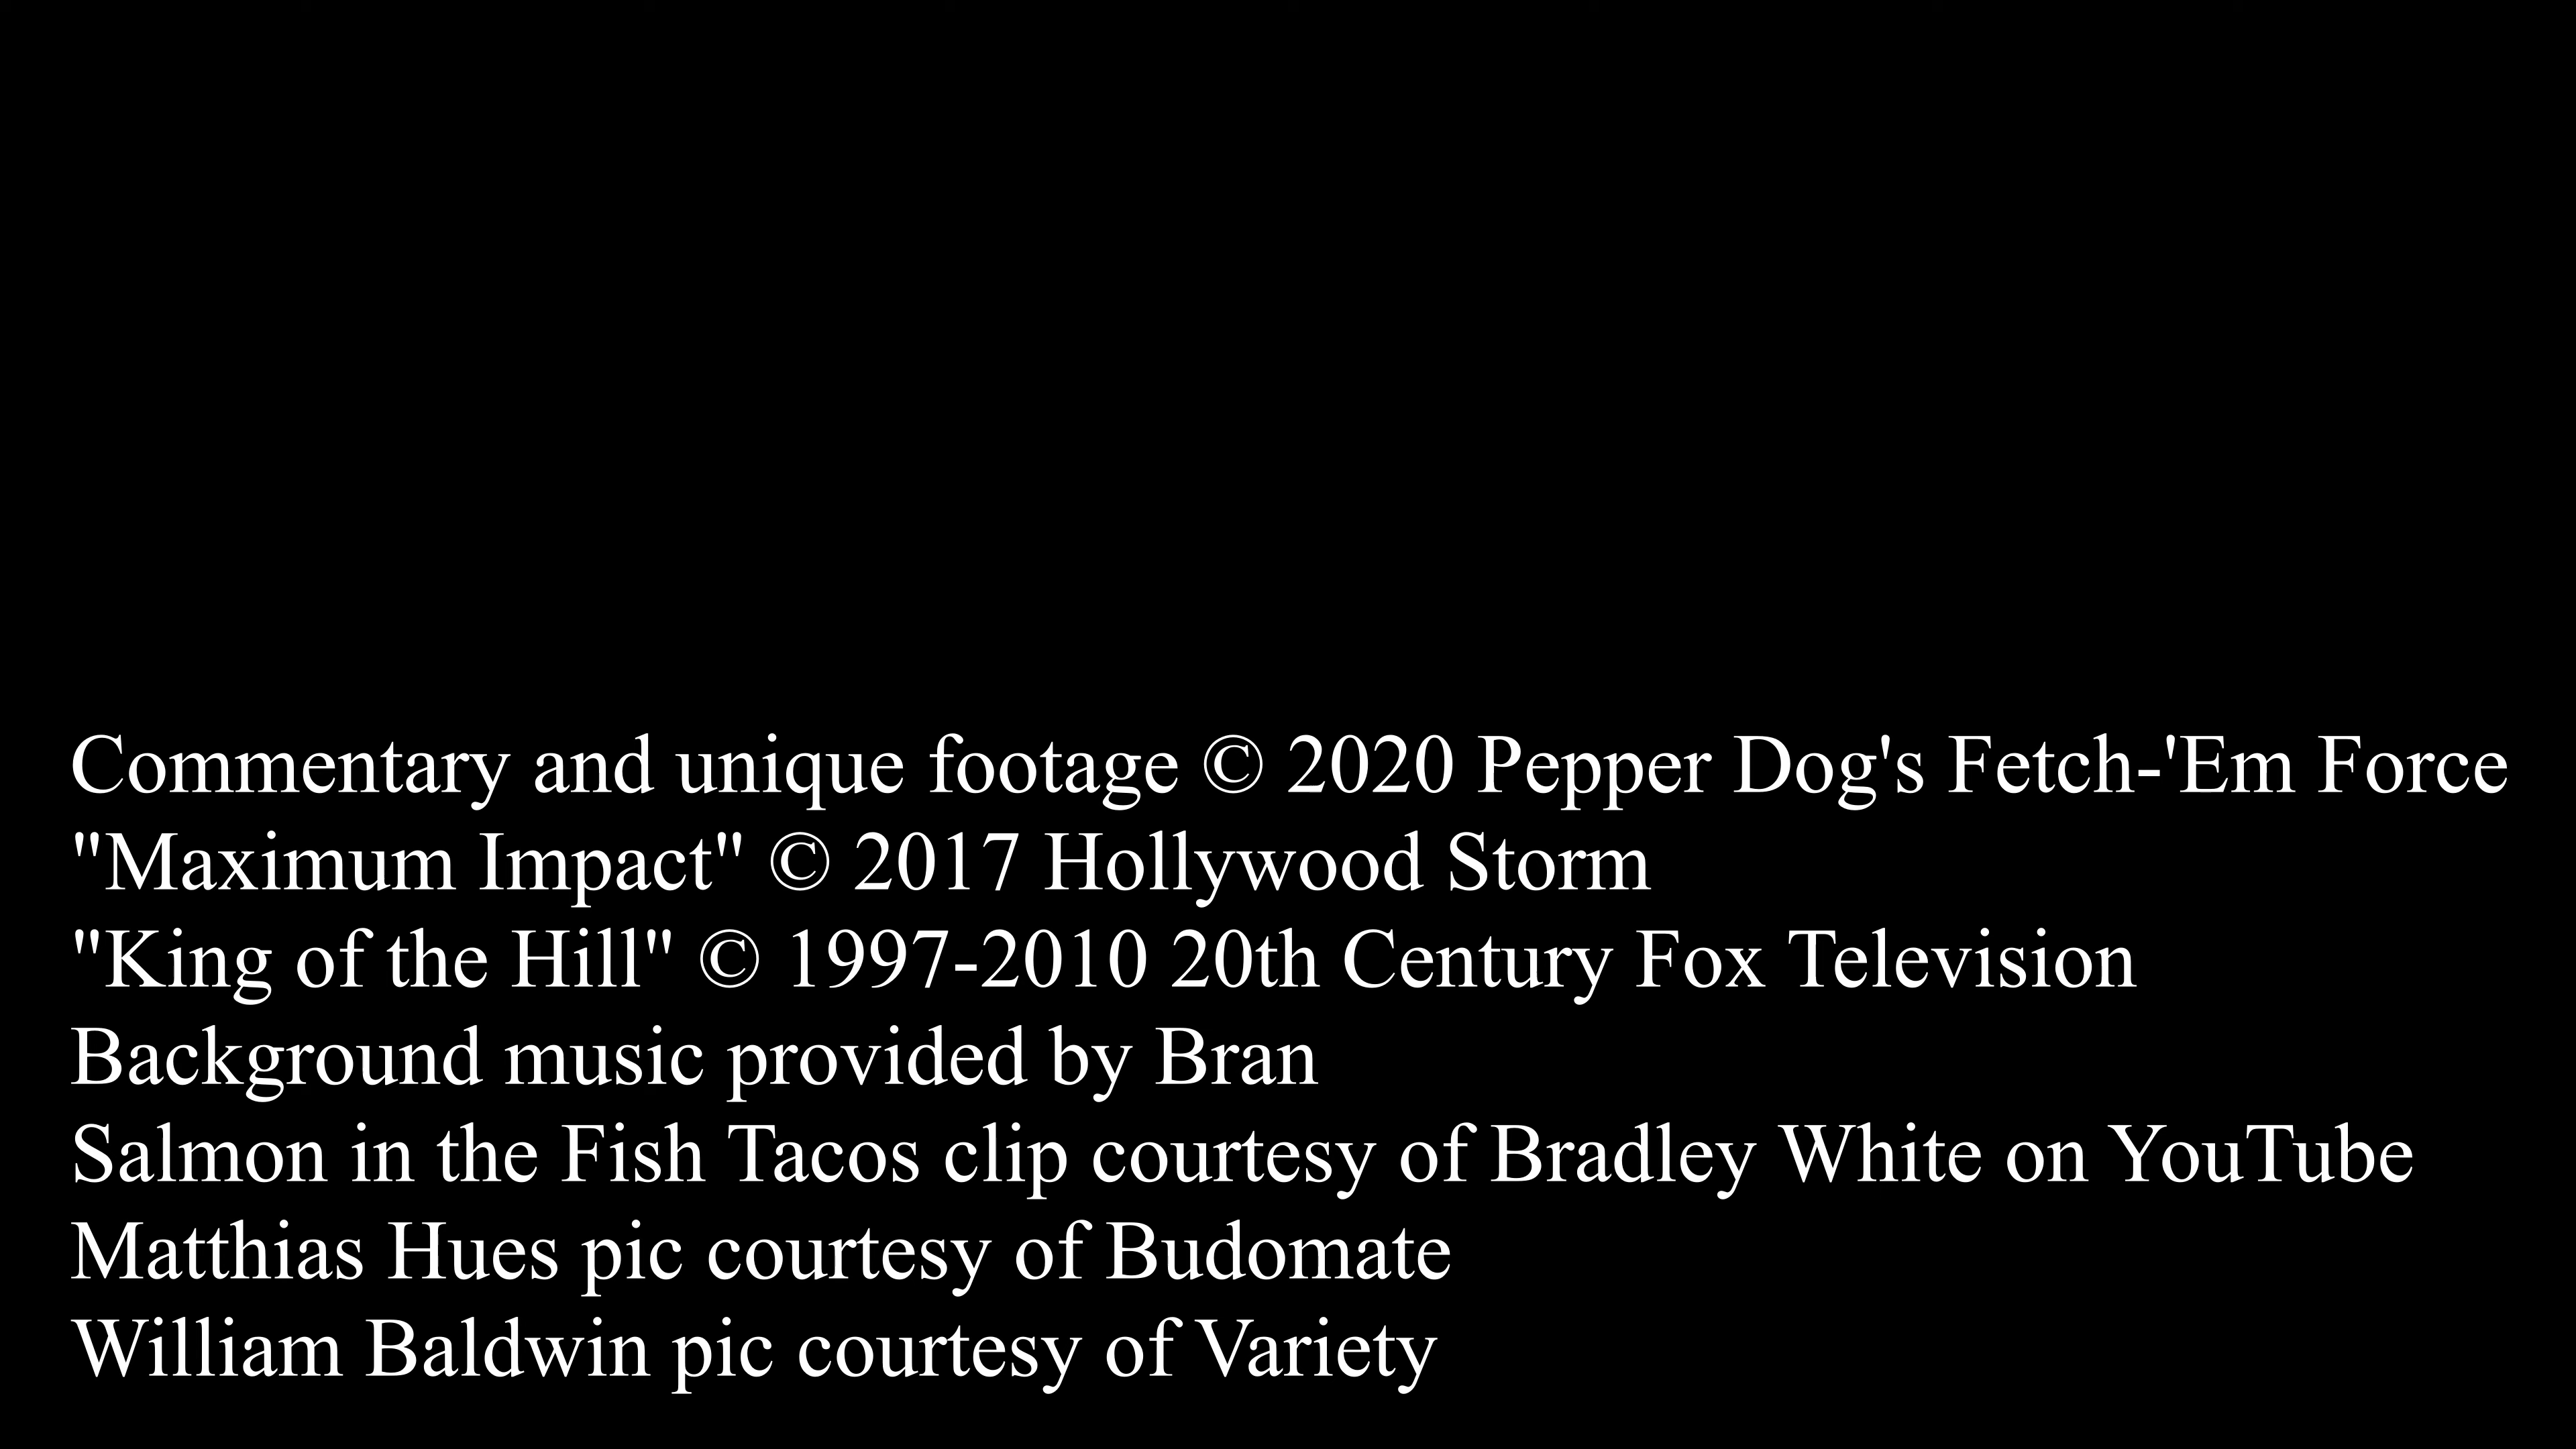 Commentary and unique footage © 2020 Pepper Dog's Fetch-'Em Force
"Maximum Impact" © 2017 Hollywood Storm
"King of the Hill" © 1997-2010 20th Century Fox Television
Background music provided by Bran
Salmon in the Fish Tacos clip courtesy of Bradley White on YouTube
Matthias Hues pic courtesy of Budomate
William Baldwin pic courtesy of Variety